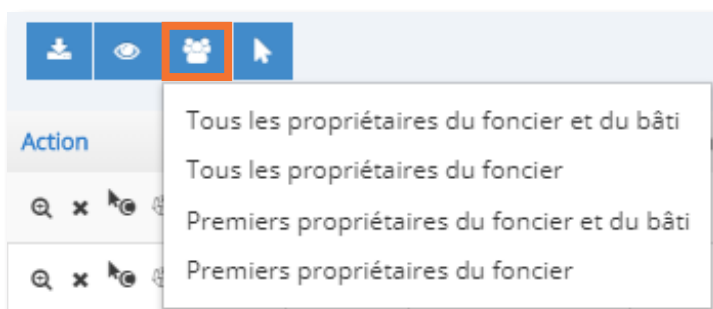 Tous les propriétaires du foncier et du bâti
Action
Tous les propriétaires du foncier
Premiers propriétaires du foncier et du bâti
Premiers propriétaires du foncier